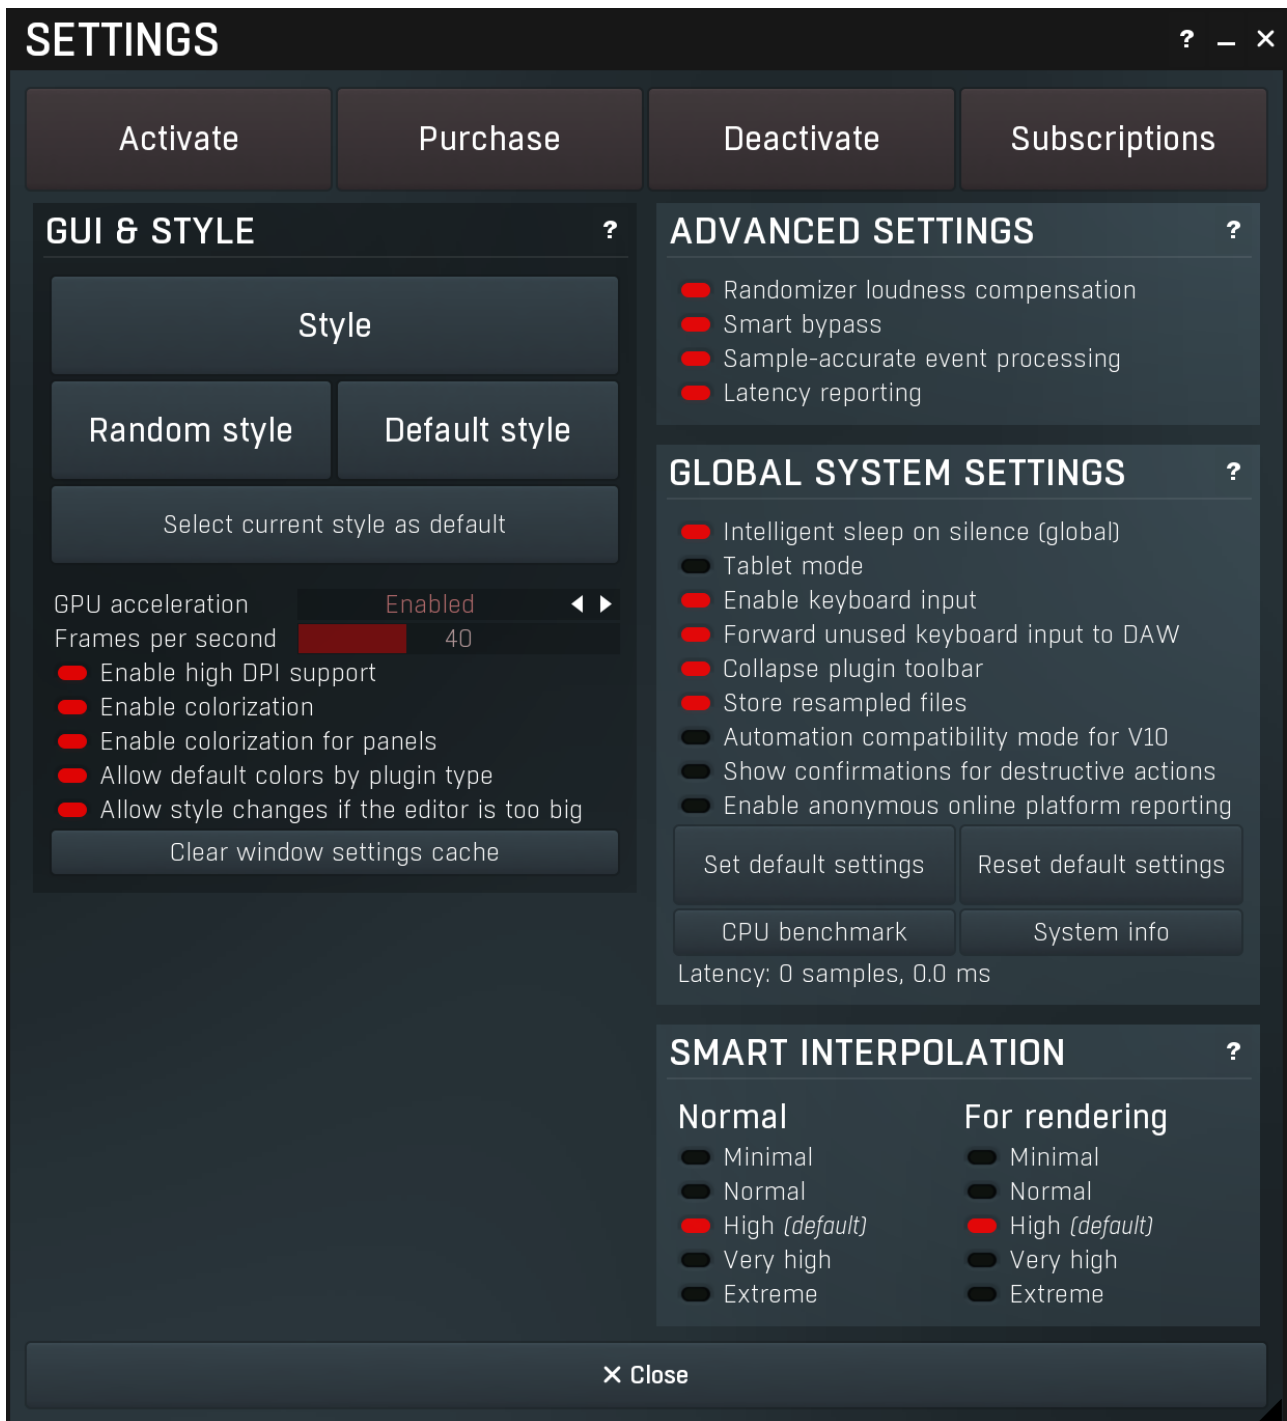 SETTINGS
? _ ×
Activate
Purchase
Deactivate
Subscriptions
GUI & STYLE ?
Style
Random style
Default style
Select current style as default
GPU acceleration Enabled
Frames per second 40
Enable high DPI support
Enable colorization
Enable colorization for panels
Allow default colors by plugin type
Allow style changes if the editor is too big
Clear window settings cache
ADVANCED SETTINGS ?
Randomizer loudness compensation
Smart bypass
Sample-accurate event processing
Latency reporting
GLOBAL SYSTEM SETTINGS ?
Intelligent sleep on silence (global)
Tablet mode
Enable keyboard input
Forward unused keyboard input to DAW
Collapse plugin toolbar
Store resampled files
Automation compatibility mode for V10
Show confirmations for destructive actions
Enable anonymous online platform reporting
Set default settings
Reset default settings
CPU benchmark
System info
Latency: 0 samples, 0.0 ms
SMART INTERPOLATION ?
Normal
Minimal
Normal
High (default)
Very high
Extreme
For rendering
Minimal
Normal
High (default)
Very high
Extreme
× Close